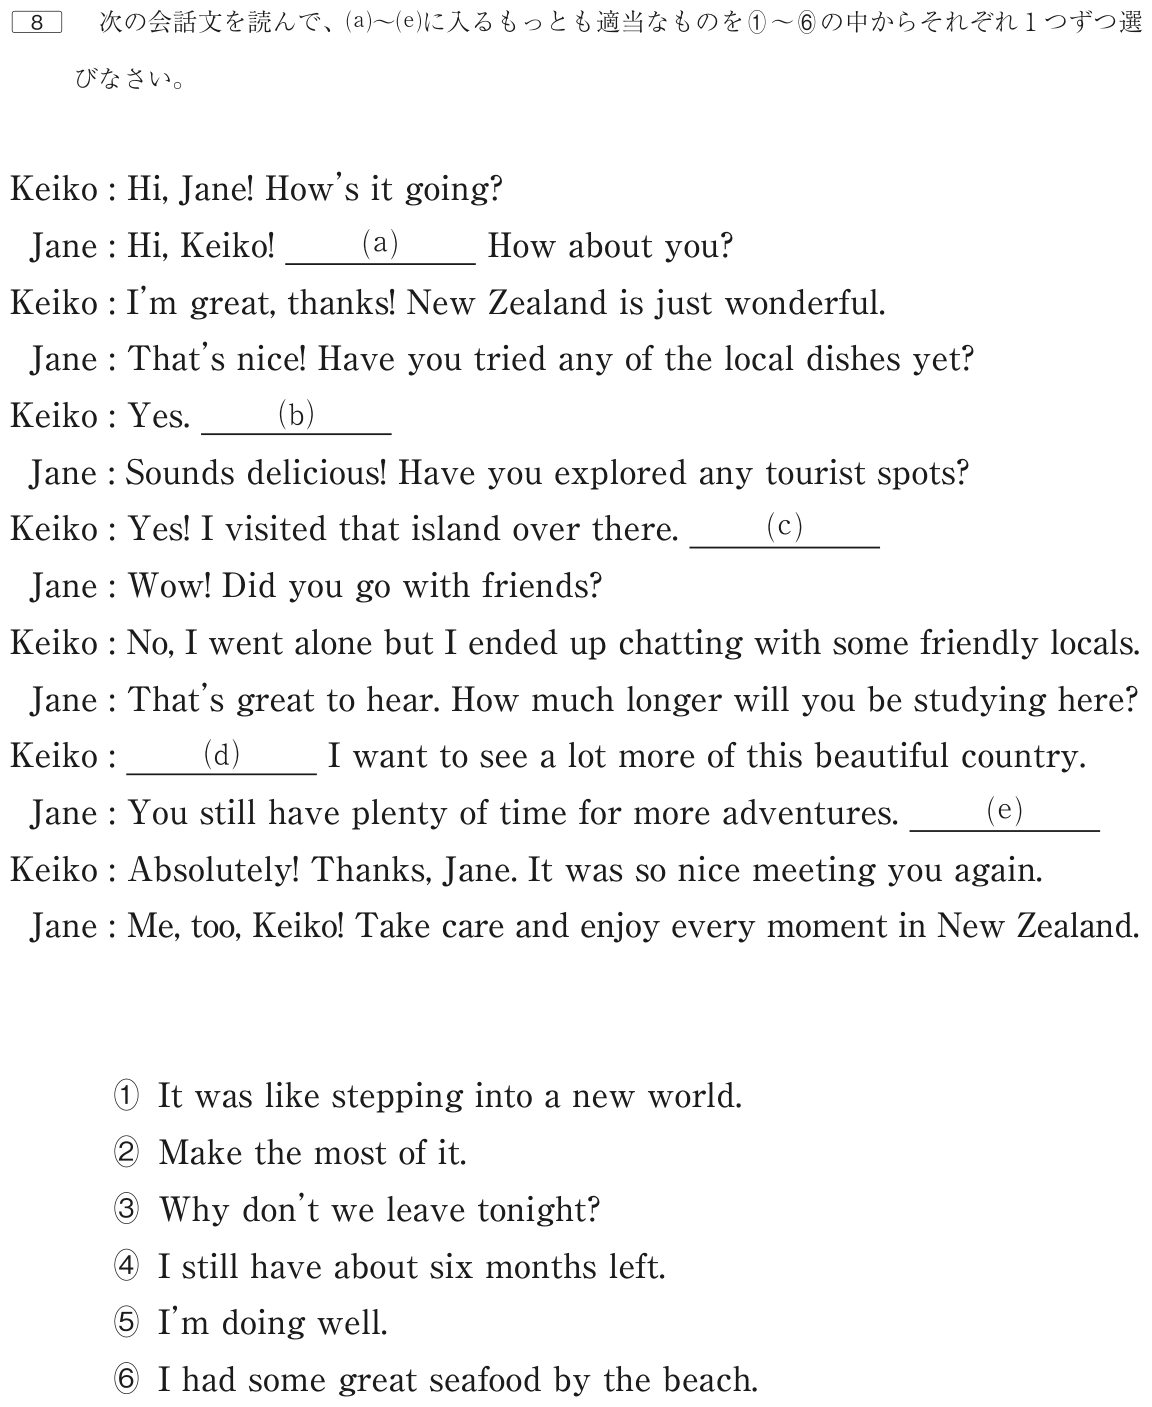 8 次の会話文を読んで、(a)〜(e)に入るもっとも適当なものを①〜⑥の中からそれぞれ1つずつ選
びなさい。
Keiko : Hi, Jane! How’s it going?
Jane : Hi, Keiko! (a) How about you?
Keiko : I’m great, thanks! New Zealand is just wonderful.
Jane : That’s nice! Have you tried any of the local dishes yet?
Keiko : Yes. (b)
Jane : Sounds delicious! Have you explored any tourist spots?
Keiko : Yes! I visited that island over there. (c)
Jane : Wow! Did you go with friends?
Keiko : No, I went alone but I ended up chatting with some friendly locals.
Jane : That’s great to hear. How much longer will you be studying here?
Keiko : (d) I want to see a lot more of this beautiful country.
Jane : You still have plenty of time for more adventures. (e)
Keiko : Absolutely! Thanks, Jane. It was so nice meeting you again.
Jane : Me, too, Keiko! Take care and enjoy every moment in New Zealand.
① It was like stepping into a new world.
② Make the most of it.
③ Why don’t we leave tonight?
④ I still have about six months left.
⑤ I’m doing well.
⑥ I had some great seafood by the beach.